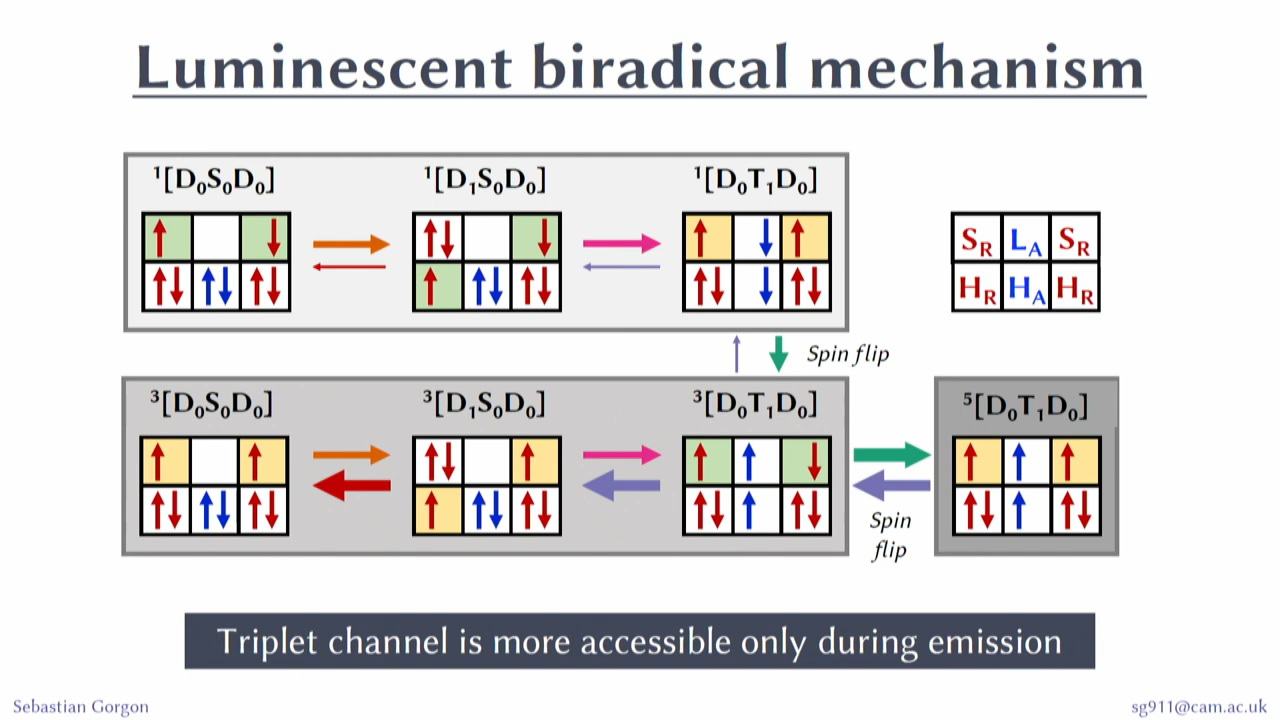 Luminescent biradical mechanism
¹[D₀S₀D₀] ¹[D₁S₀D₀] ¹[D₀T₁D₀]
S_R L_A S_R
H_R H_A H_R
Spin flip
³[D₀S₀D₀] ³[D₁S₀D₀] ³[D₀T₁D₀] ⁵[D₀T₁D₀]
Spin
flip
Triplet channel is more accessible only during emission
Sebastian Gorgon sg911@cam.ac.uk